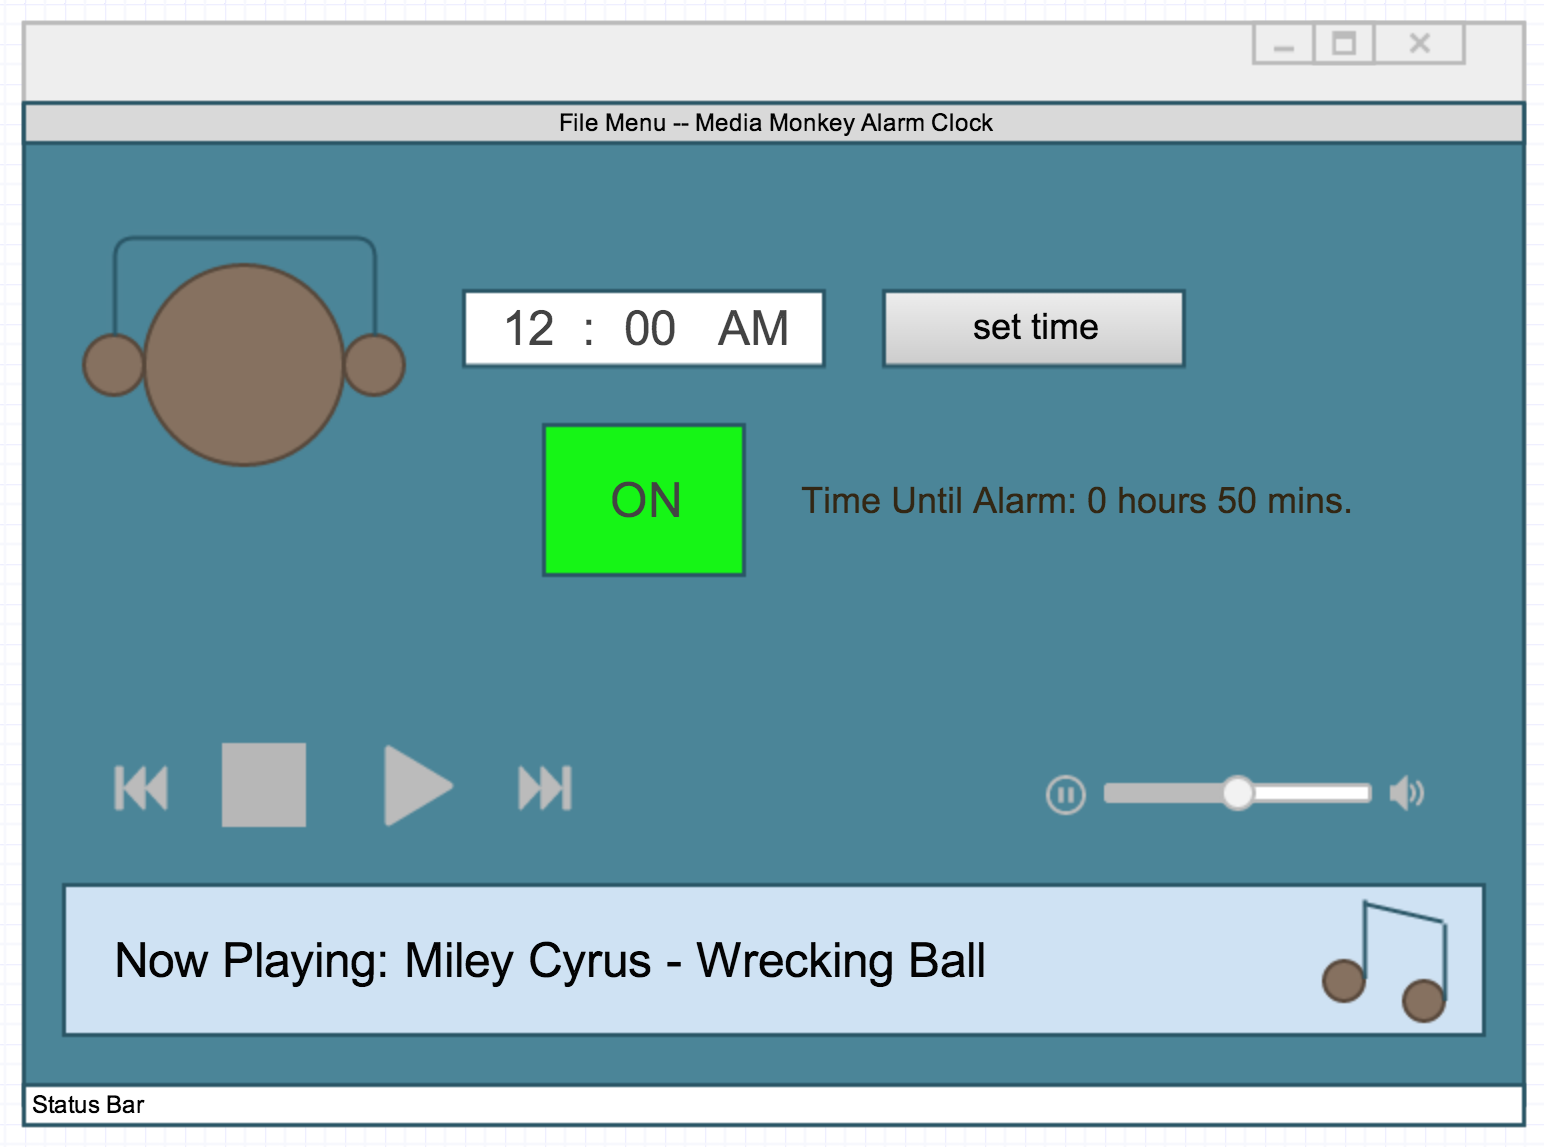 File Menu -- Media Monkey Alarm Clock
12 : 00 AM
set time
ON
Time Until Alarm: 0 hours 50 mins.
Now Playing: Miley Cyrus - Wrecking Ball
Status Bar